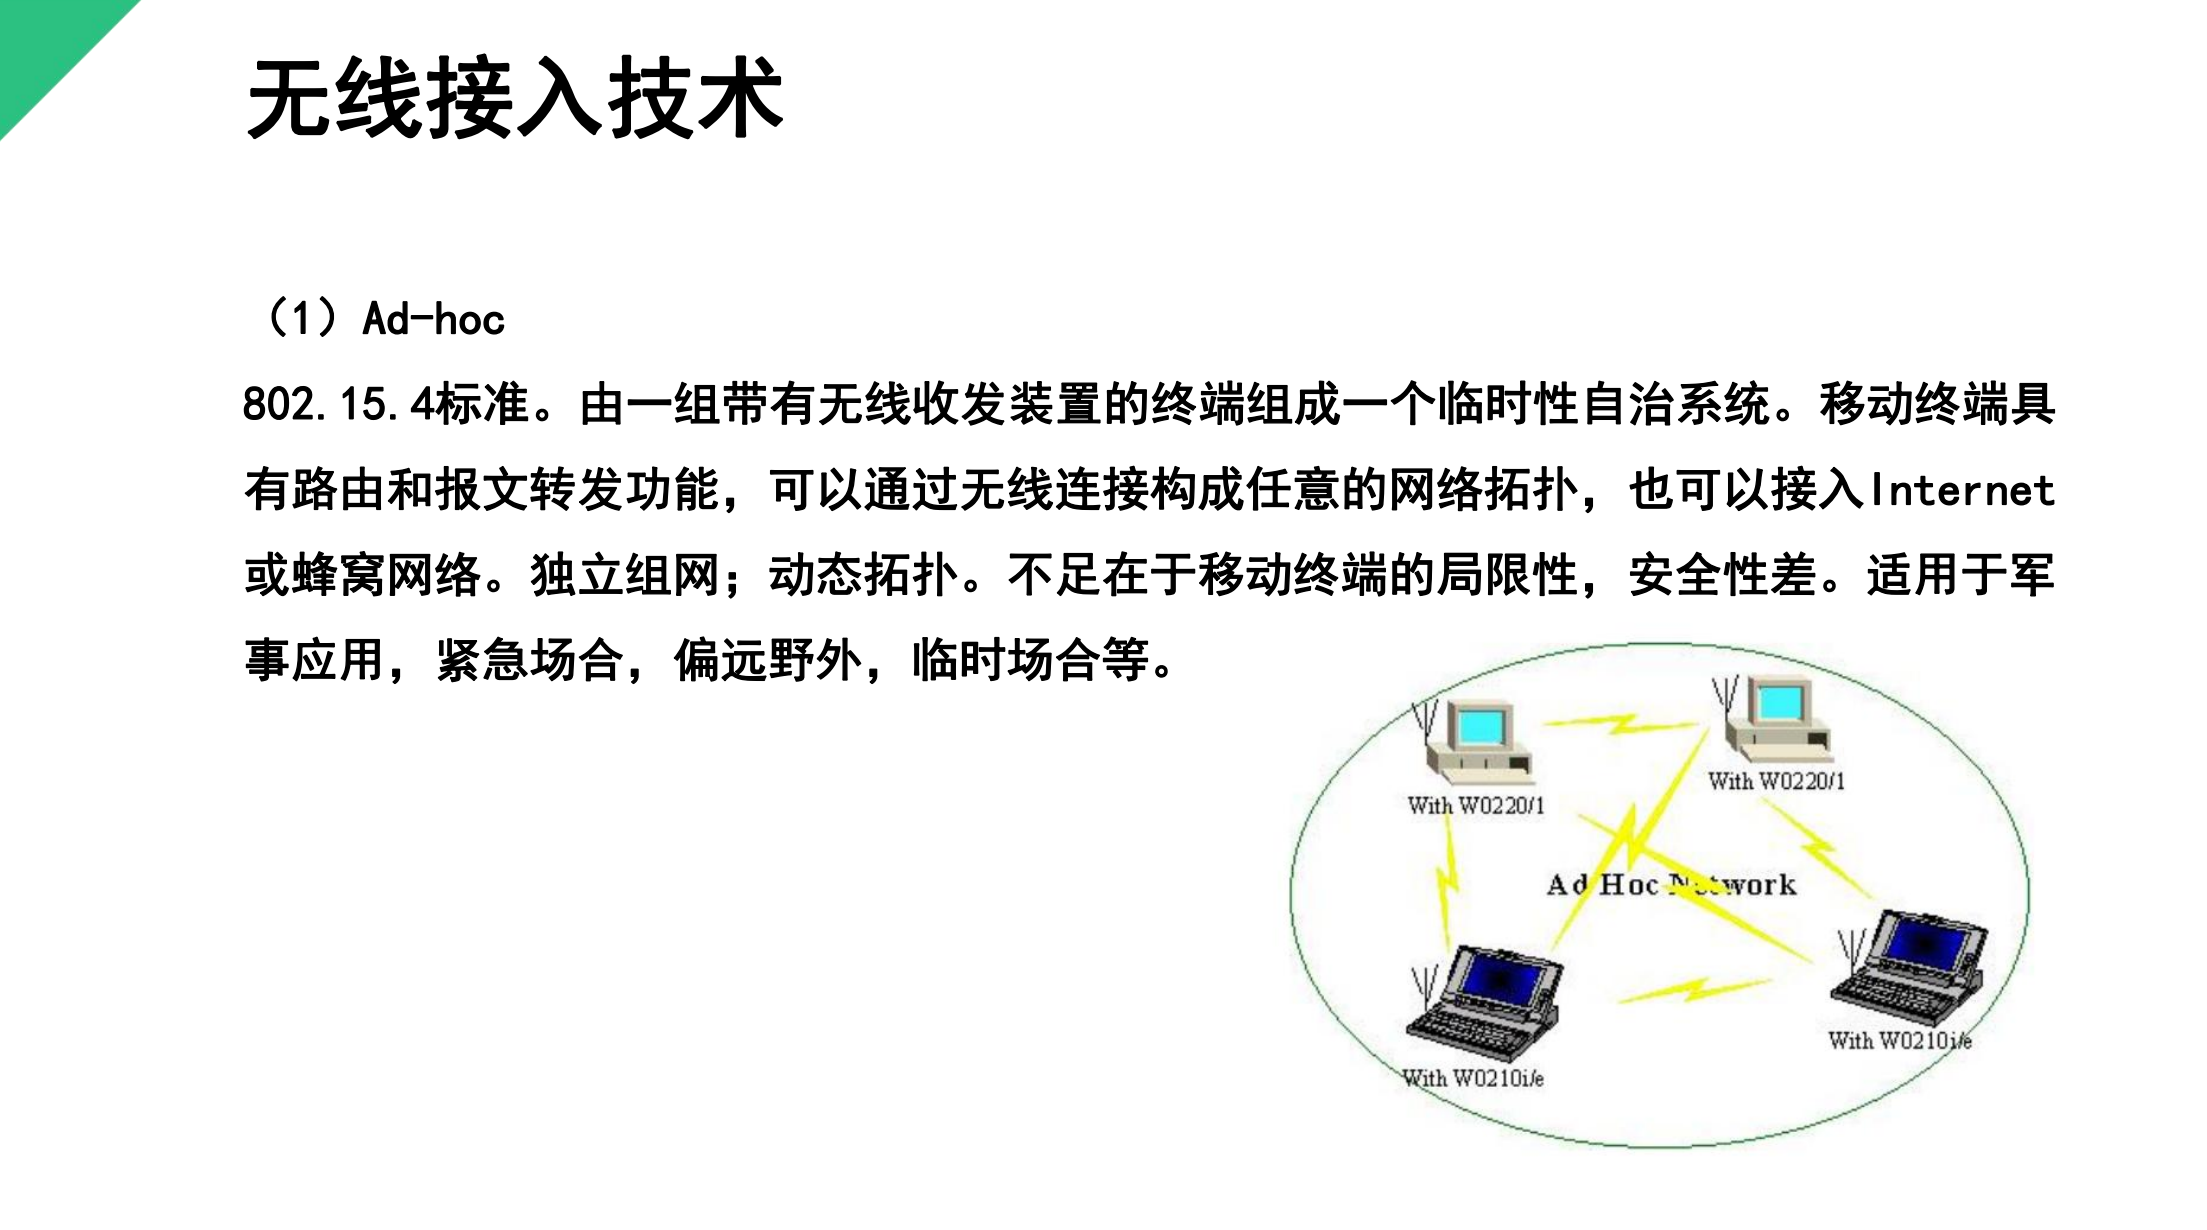 无线接入技术
（1）Ad-hoc
802.15.4标准。由一组带有无线收发装置的终端组成一个临时性自治系统。移动终端具
有路由和报文转发功能，可以通过无线连接构成任意的网络拓扑，也可以接入Internet
或蜂窝网络。独立组网；动态拓扑。不足在于移动终端的局限性，安全性差。适用于军
事应用，紧急场合，偏远野外，临时场合等。
With W0220/1
With W0220/1
Ad Hoc Network
With W0210i/e
With W0210i/e